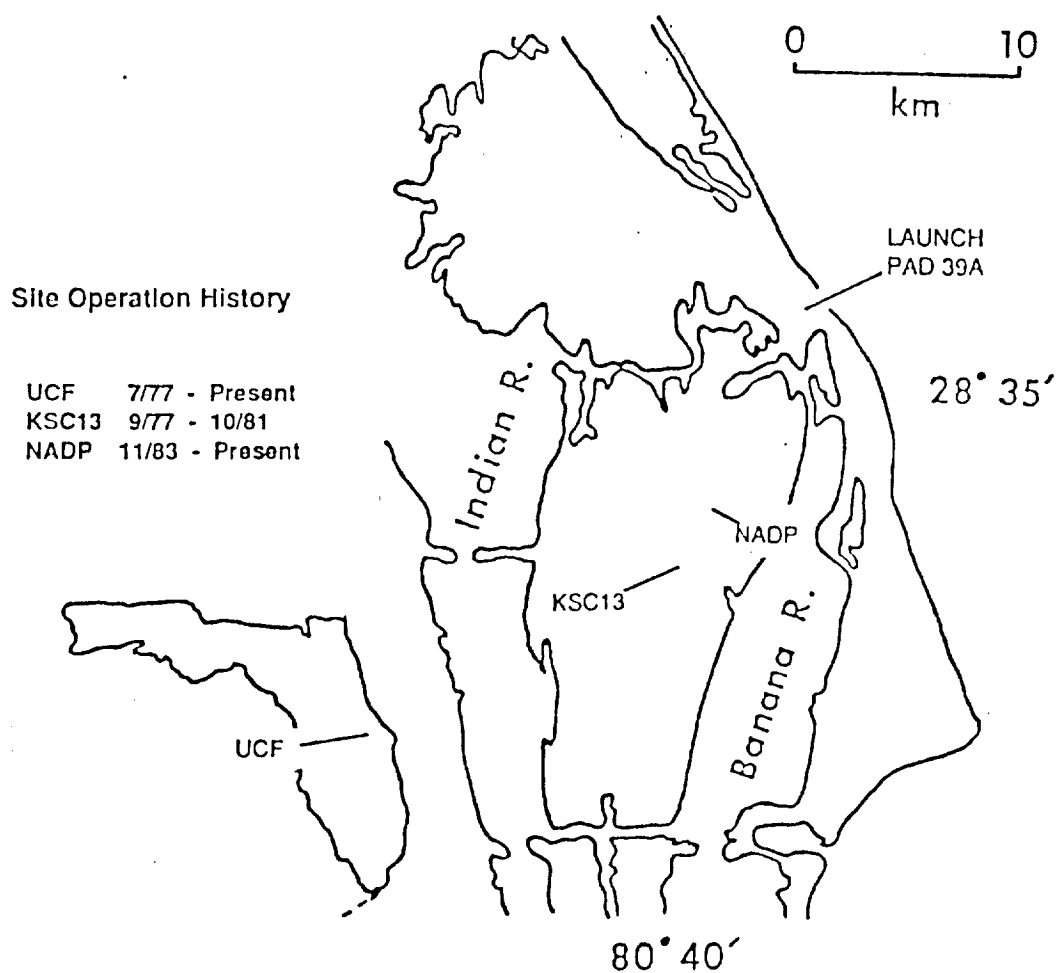 0 10
km
LAUNCH
PAD 39A
Site Operation History
UCF 7/77 - Present
KSC13 9/77 - 10/81
NADP 11/83 - Present
Indian R.
28° 35′
NADP
KSC13
Banana R.
UCF
80° 40′